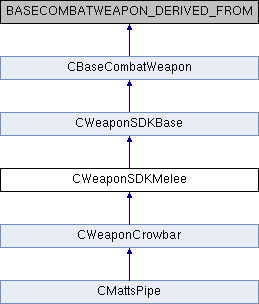 BASECOMBATWEAPON_DERIVED_FROM
CBaseCombatWeapon
CWeaponSDKBase
CWeaponSDKMelee
CWeaponCrowbar
CMattsPipe